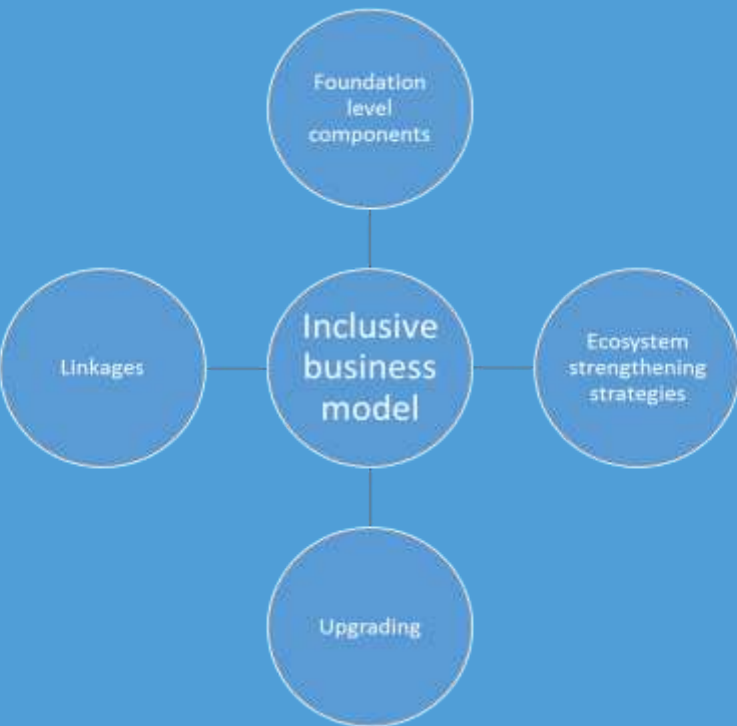 Foundation
level
components
Linkages
Inclusive
business
model
Ecosystem
strengthening
strategies
Upgrading